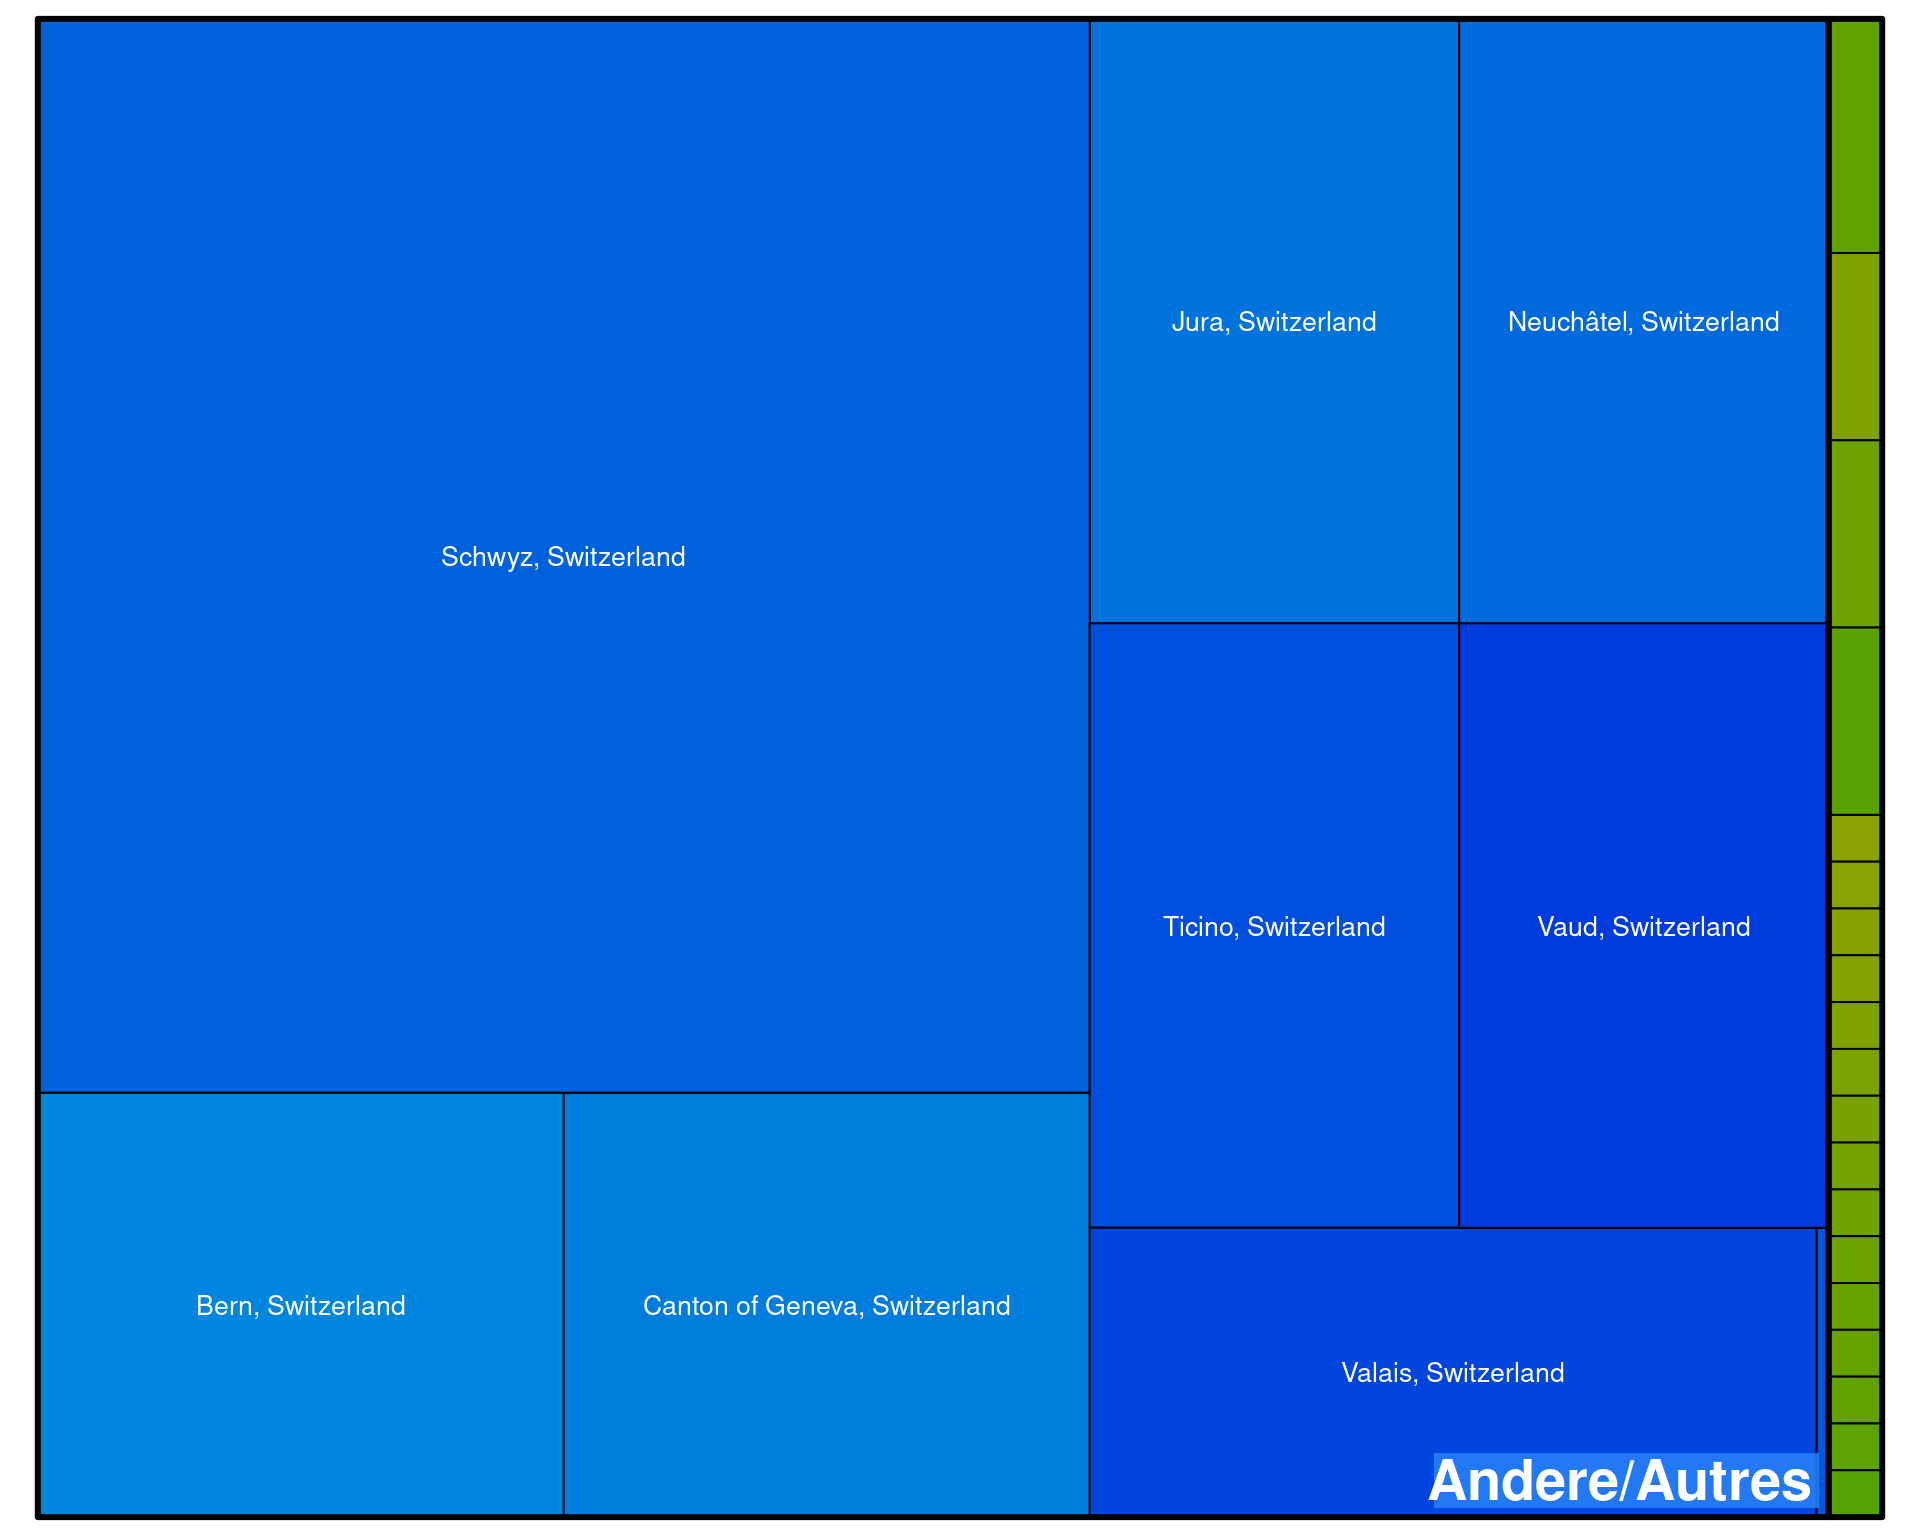 Schwyz, Switzerland
Jura, Switzerland
Neuchâtel, Switzerland
Ticino, Switzerland
Vaud, Switzerland
Bern, Switzerland
Canton of Geneva, Switzerland
Valais, Switzerland
Andere/Autres